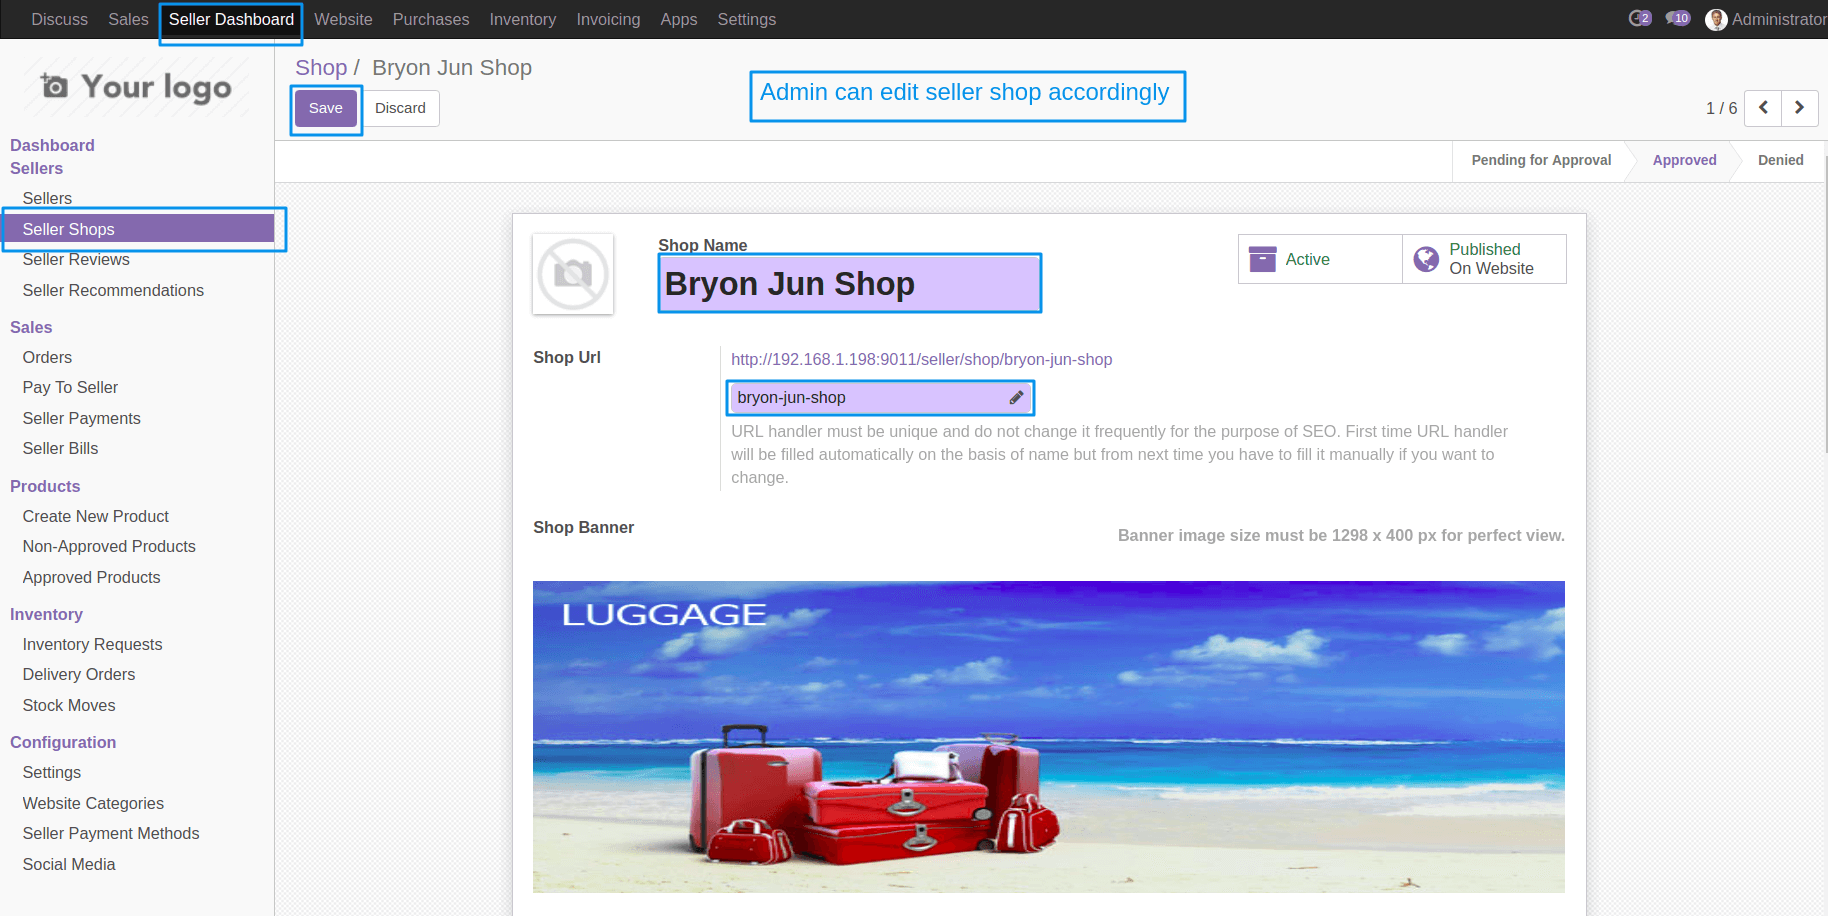 Discuss Sales Seller Dashboard Website Purchases Inventory Invoicing Apps Settings 2 10 Administrator
Your logo
Dashboard
Sellers
Sellers
Seller Shops
Seller Reviews
Seller Recommendations
Sales
Orders
Pay To Seller
Seller Payments
Seller Bills
Products
Create New Product
Non-Approved Products
Approved Products
Inventory
Inventory Requests
Delivery Orders
Stock Moves
Configuration
Settings
Website Categories
Seller Payment Methods
Social Media
Shop / Bryon Jun Shop
Save Discard
Admin can edit seller shop accordingly
1 / 6
Pending for Approval Approved Denied
Shop Name
Bryon Jun Shop
Active
Published
On Website
Shop Url
http://192.168.1.198:9011/seller/shop/bryon-jun-shop
bryon-jun-shop
URL handler must be unique and do not change it frequently for the purpose of SEO. First time URL handler
will be filled automatically on the basis of name but from next time you have to fill it manually if you want to
change.
Shop Banner
Banner image size must be 1298 x 400 px for perfect view.
LUGGAGE